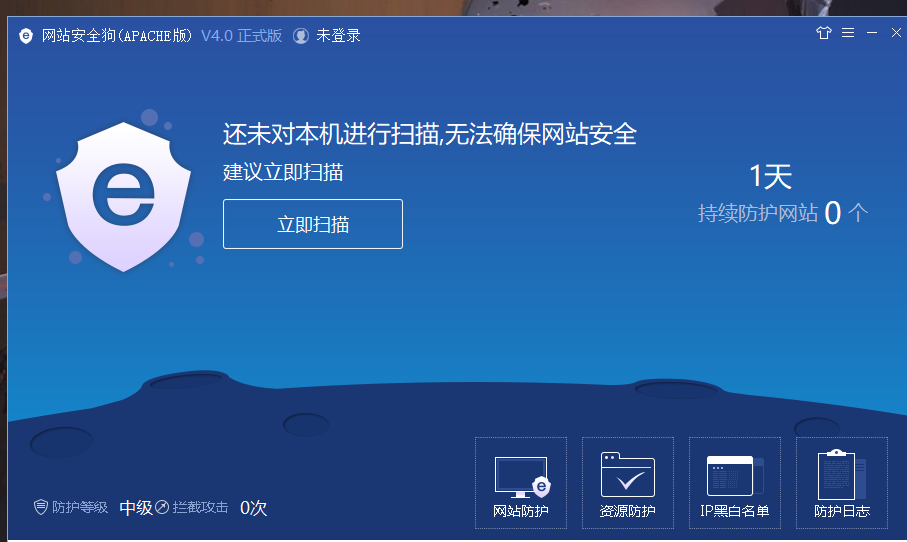 网站安全狗(APACHE版) V4.0 正式版 未登录
还未对本机进行扫描,无法确保网站安全
建议立即扫描
立即扫描
1天
持续防护网站 0 个
防护等级 中级 拦截攻击 0次
网站防护 资源防护 IP黑白名单 防护日志